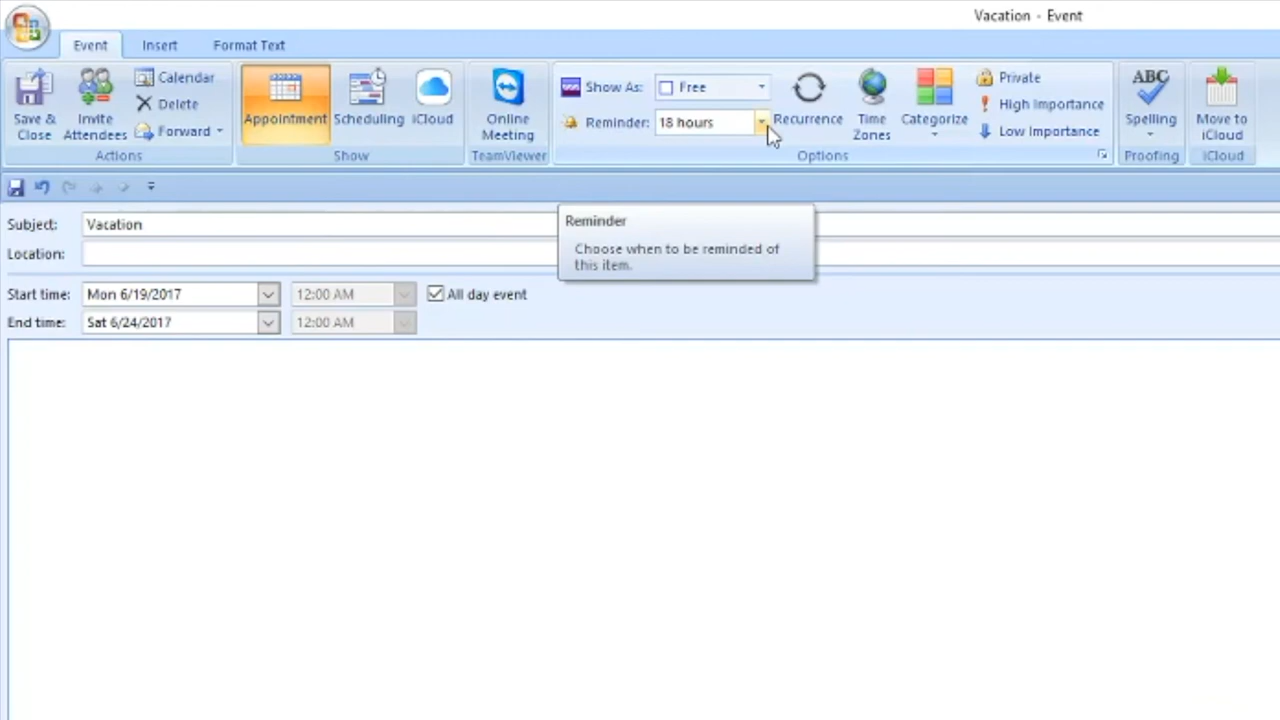 Vacation - Event
Event Insert Format Text
Save & Close
Invite Attendees
Calendar
Delete
Forward
Actions
Appointment
Scheduling
iCloud
Show
Online Meeting
TeamViewer
Show As: Free
Reminder: 18 hours
Recurrence
Time Zones
Categorize
Private
High Importance
Low Importance
Options
ABC
Spelling
Proofing
Move to iCloud
iCloud
Subject: Vacation
Location:
Reminder
Choose when to be reminded of
this item.
Start time: Mon 6/19/2017 12:00 AM All day event
End time: Sat 6/24/2017 12:00 AM